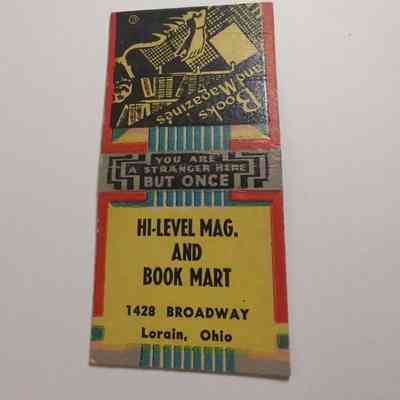 Books
and Magazines
YOU ARE
A STRANGER HERE
BUT ONCE
HI-LEVEL MAG.
AND
BOOK MART
1428 BROADWAY
Lorain, Ohio